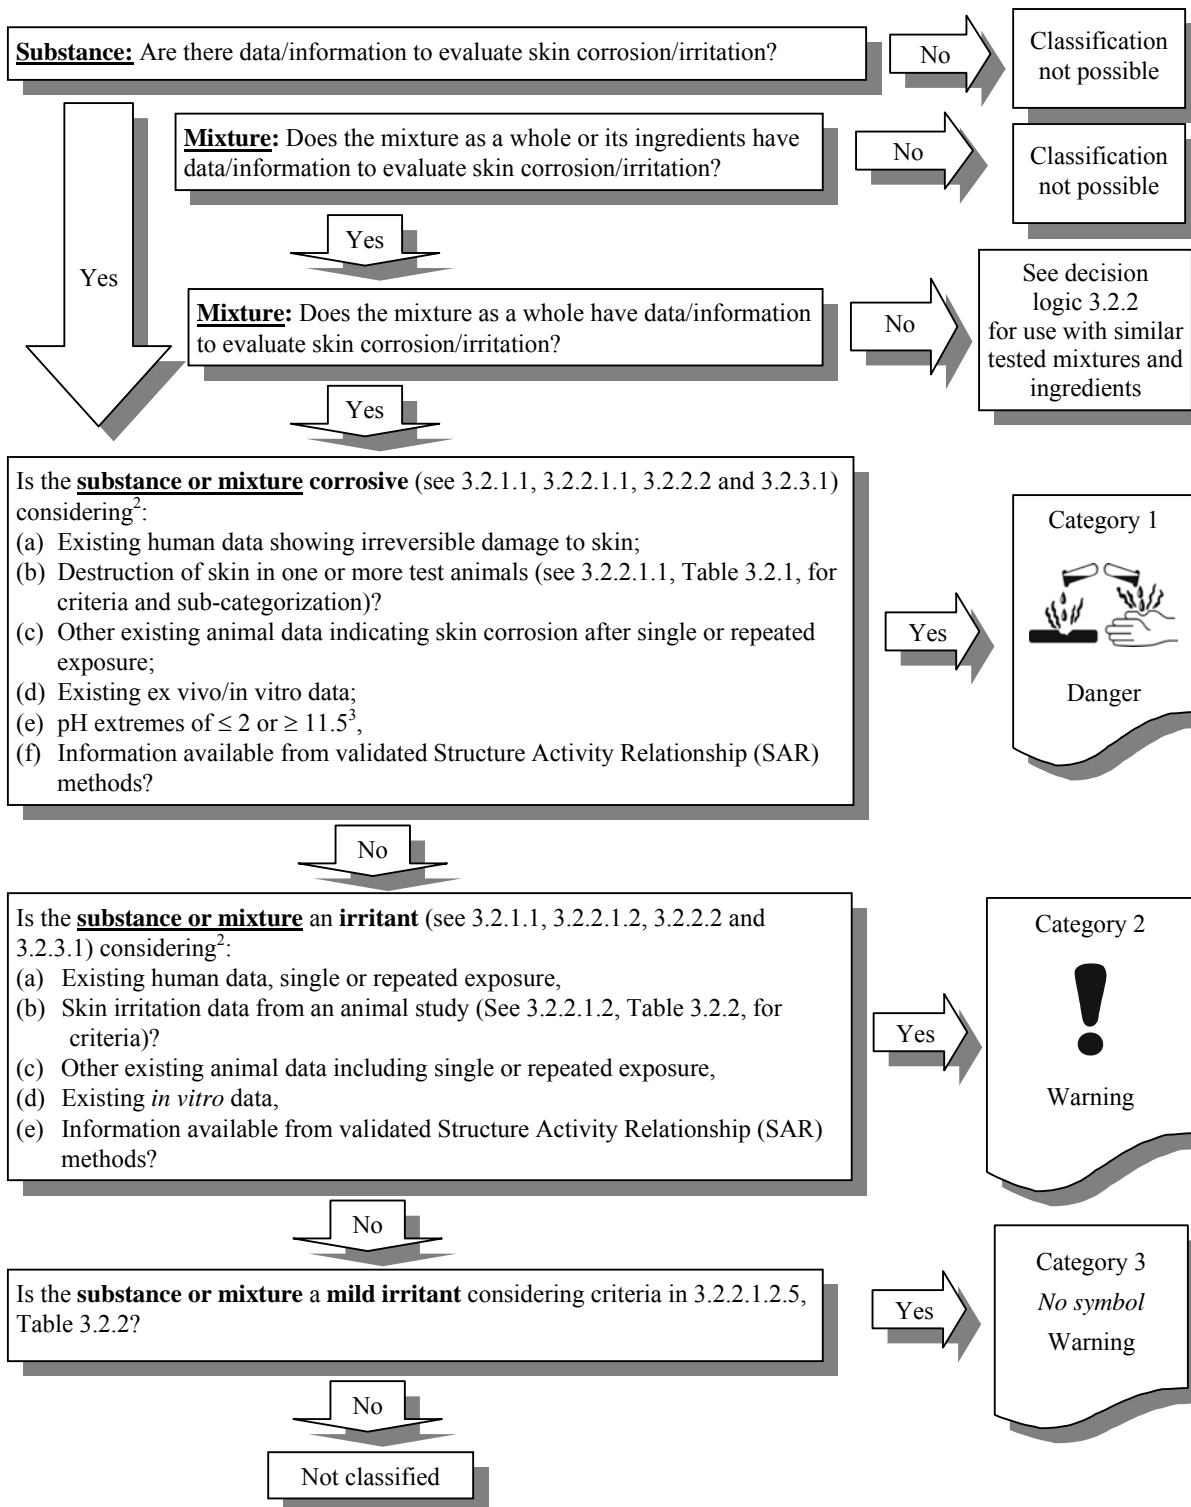 Substance: Are there data/information to evaluate skin corrosion/irritation?
No
Classification
not possible
Mixture: Does the mixture as a whole or its ingredients have
data/information to evaluate skin corrosion/irritation?
No
Classification
not possible
Yes
Yes
Mixture: Does the mixture as a whole have data/information
to evaluate skin corrosion/irritation?
No
See decision
logic 3.2.2
for use with similar
tested mixtures and
ingredients
Yes
Is the substance or mixture corrosive (see 3.2.1.1, 3.2.2.1.1, 3.2.2.2 and 3.2.3.1)
considering²:
(a) Existing human data showing irreversible damage to skin;
(b) Destruction of skin in one or more test animals (see 3.2.2.1.1, Table 3.2.1, for
criteria and sub-categorization)?
(c) Other existing animal data indicating skin corrosion after single or repeated
exposure;
(d) Existing ex vivo/in vitro data;
(e) pH extremes of ≤ 2 or ≥ 11.5³,
(f) Information available from validated Structure Activity Relationship (SAR)
methods?
Yes
Category 1
Danger
No
Is the substance or mixture an irritant (see 3.2.1.1, 3.2.2.1.2, 3.2.2.2 and
3.2.3.1) considering²:
(a) Existing human data, single or repeated exposure,
(b) Skin irritation data from an animal study (See 3.2.2.1.2, Table 3.2.2, for
criteria)?
(c) Other existing animal data including single or repeated exposure,
(d) Existing in vitro data,
(e) Information available from validated Structure Activity Relationship (SAR)
methods?
Yes
Category 2
Warning
No
Is the substance or mixture a mild irritant considering criteria in 3.2.2.1.2.5,
Table 3.2.2?
Yes
Category 3
No symbol
Warning
No
Not classified